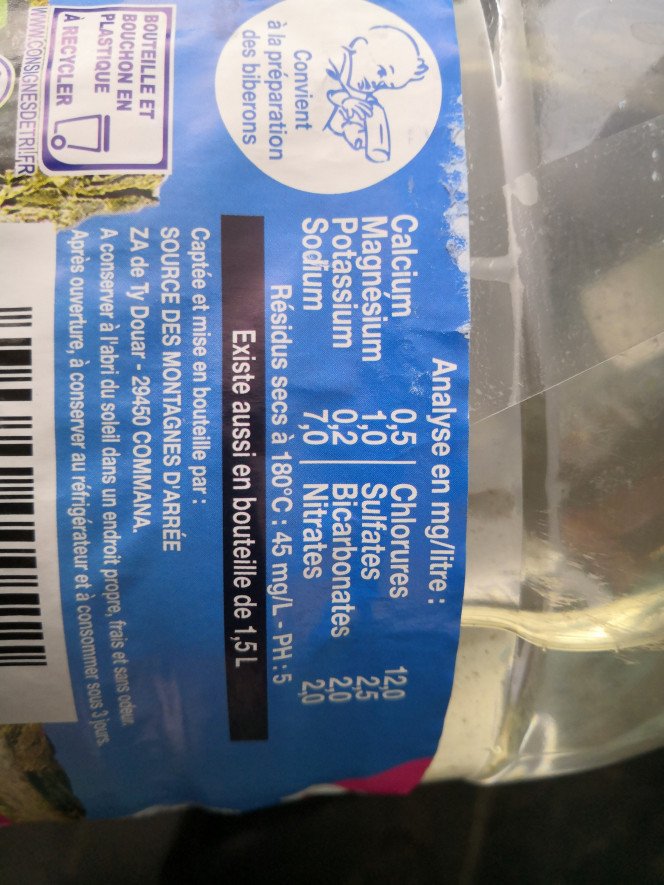 Analyse en mg/litre :
Calcium 0,5 | Chlorures 12,0
Magnésium 1,0 | Sulfates 2,5
Potassium 0,2 | Bicarbonates 2,0
Sodium 7,0 | Nitrates 2,0
Résidus secs à 180°C : 45 mg/L - PH : 5
Existe aussi en bouteille de 1,5 L
Convient
à la préparation
des biberons
Captée et mise en bouteille par :
SOURCE DES MONTAGNES D'ARRÉE
ZA de Ty Douar - 29450 COMMANA.
A conserver à l'abri du soleil dans un endroit propre, frais et sans odeur.
Après ouverture, à conserver au réfrigérateur et à consommer sous 3 jours.
BOUTEILLE ET
BOUCHON EN
PLASTIQUE
À RECYCLER
WWW.CONSIGNESDETRI.FR